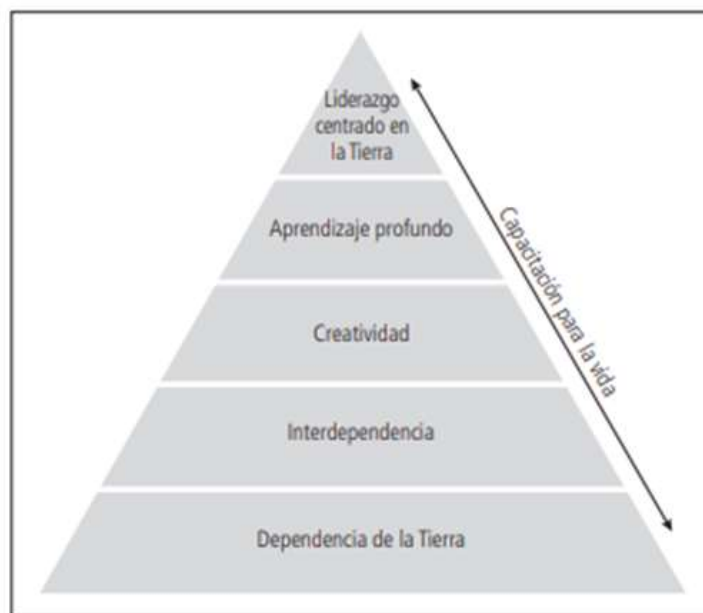 Liderazgo
centrado en
la Tierra
Aprendizaje profundo
Creatividad
Interdependencia
Dependencia de la Tierra
Capacitación para la vida